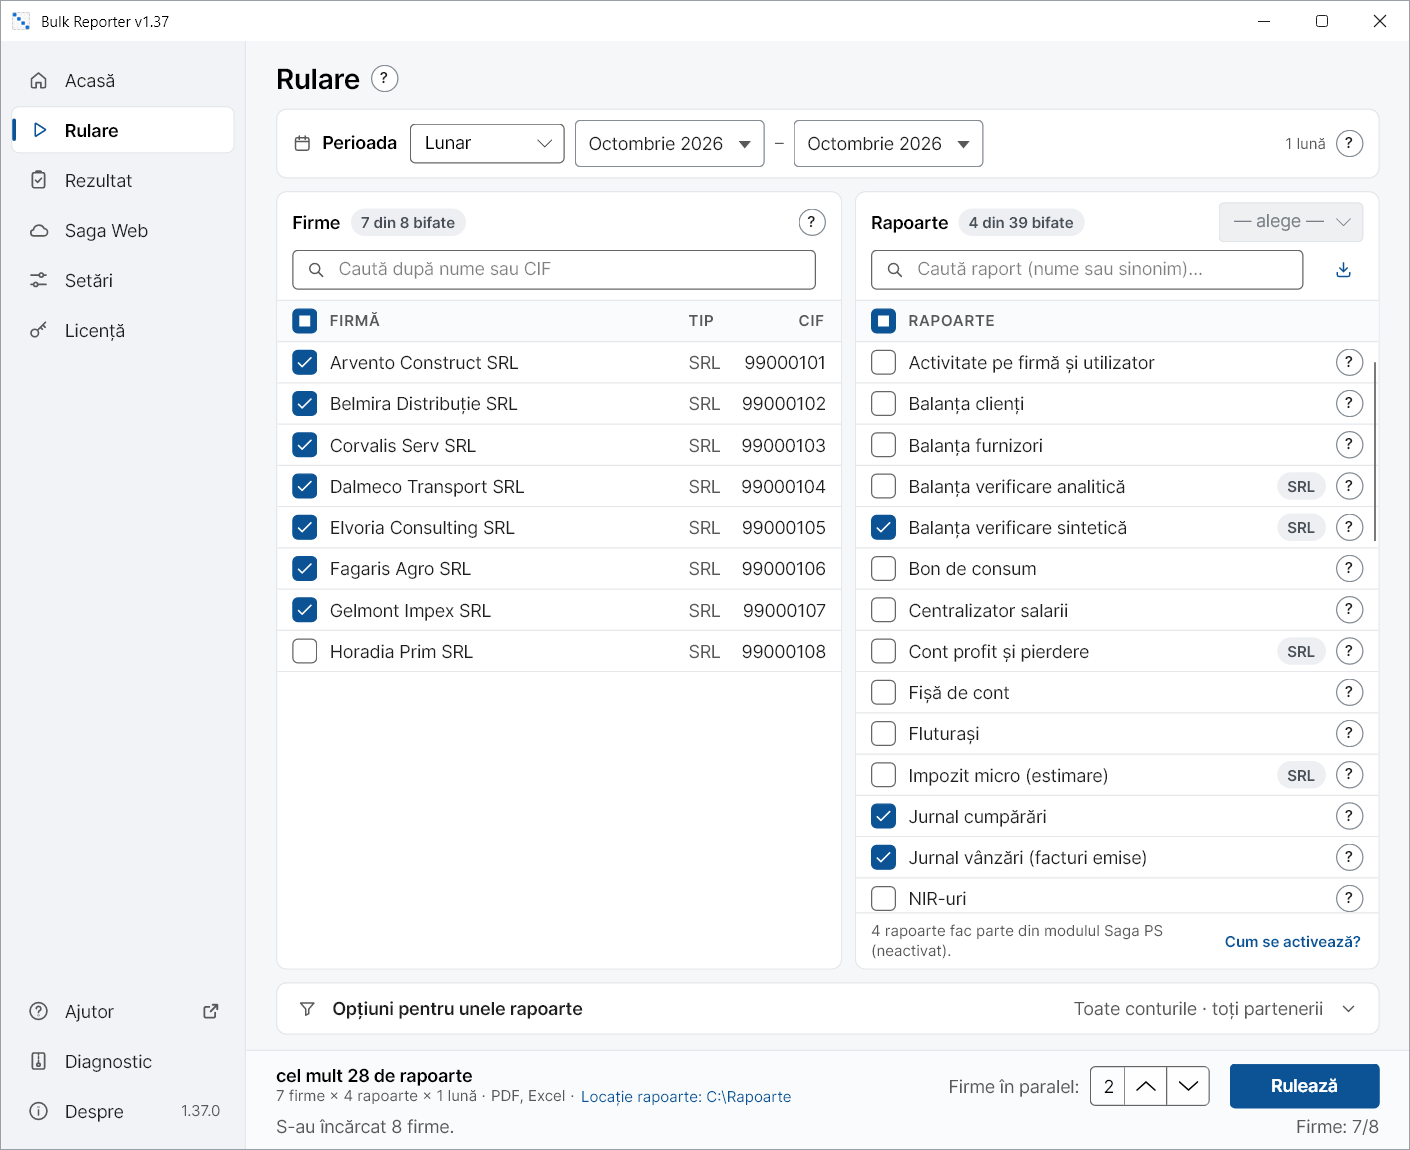 Bulk Reporter v1.37
Acasă
Rulare
Rezultat
Saga Web
Setări
Licență
Ajutor
Diagnostic
Despre 1.37.0
Rulare ?
Perioada Lunar Octombrie 2026 – Octombrie 2026 1 lună ?
Firme 7 din 8 bifate ?
Caută după nume sau CIF
FIRMĂ TIP CIF
Arvento Construct SRL SRL 99000101
Belmira Distribuție SRL SRL 99000102
Corvalis Serv SRL SRL 99000103
Dalmeco Transport SRL SRL 99000104
Elvoria Consulting SRL SRL 99000105
Fagaris Agro SRL SRL 99000106
Gelmont Impex SRL SRL 99000107
Horadia Prim SRL SRL 99000108
Rapoarte 4 din 39 bifate — alege —
Caută raport (nume sau sinonim)...
RAPOARTE
Activitate pe firmă și utilizator ?
Balanța clienți ?
Balanța furnizori ?
Balanța verificare analitică SRL ?
Balanța verificare sintetică SRL ?
Bon de consum ?
Centralizator salarii ?
Cont profit și pierdere SRL ?
Fișă de cont ?
Fluturași ?
Impozit micro (estimare) SRL ?
Jurnal cumpărări ?
Jurnal vânzări (facturi emise) ?
NIR-uri ?
4 rapoarte fac parte din modulul Saga PS
(neactivat).
Cum se activează?
Opțiuni pentru unele rapoarte Toate conturile · toți partenerii
cel mult 28 de rapoarte
7 firme × 4 rapoarte × 1 lună · PDF, Excel · Locație rapoarte: C:\Rapoarte
S-au încărcat 8 firme.
Firme în paralel: 2 Rulează
Firme: 7/8